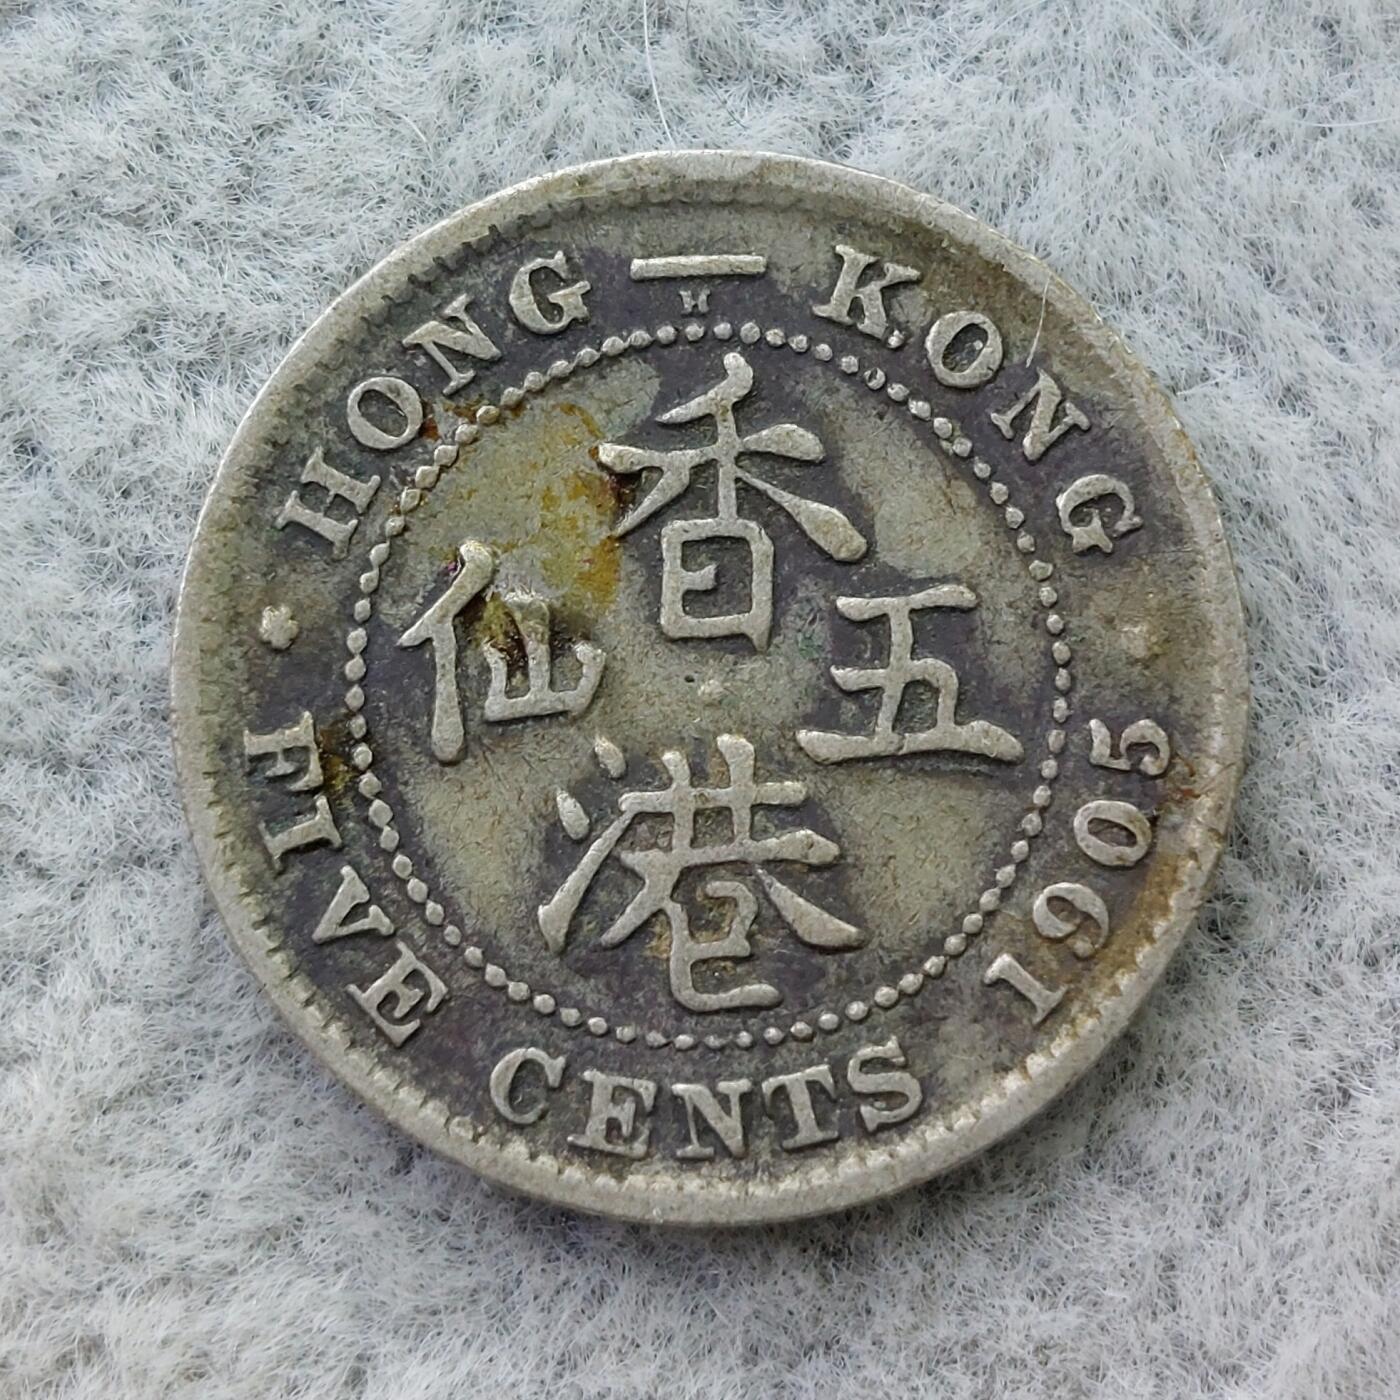 HONG — KONG
H
香港
五仙
FIVE CENTS 1905